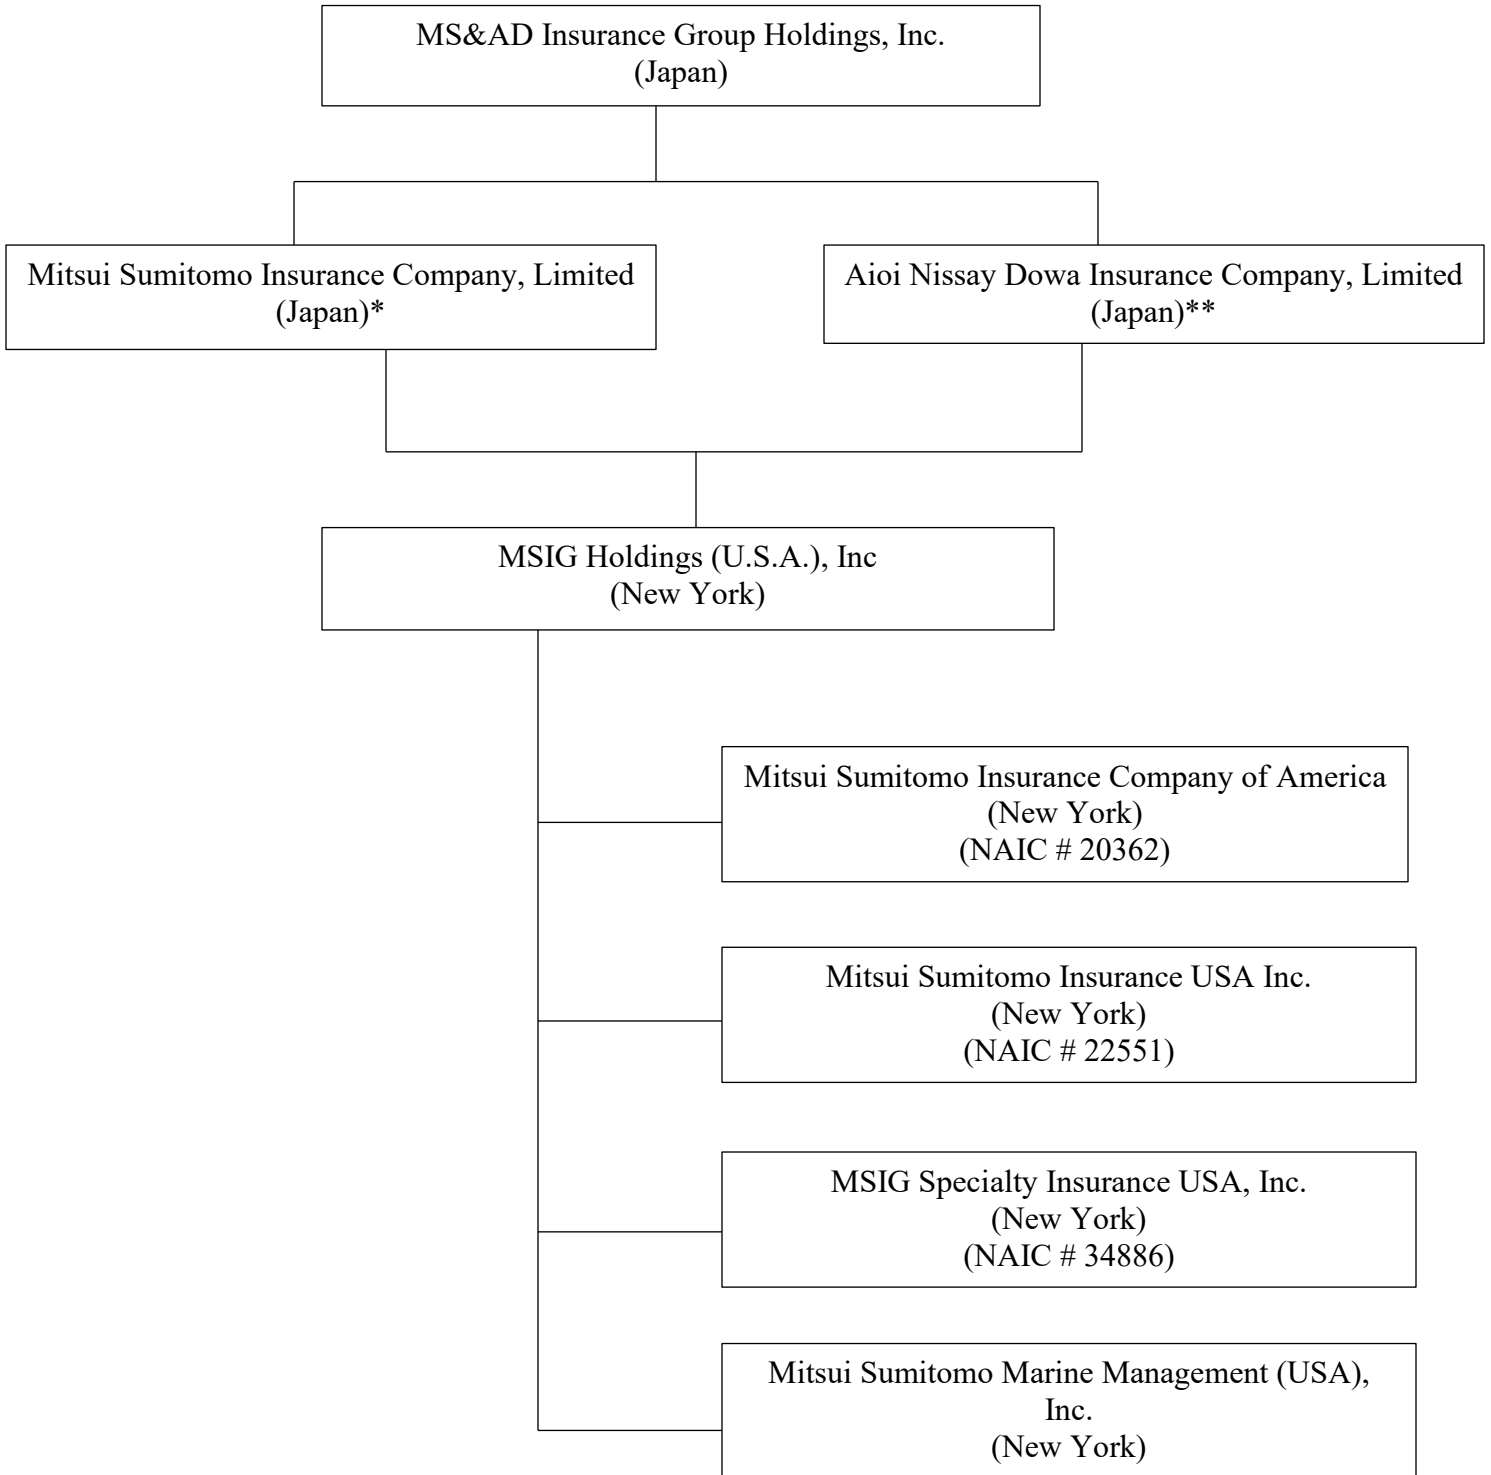 MS&AD Insurance Group Holdings, Inc.
(Japan)
Mitsui Sumitomo Insurance Company, Limited
(Japan)*
Aioi Nissay Dowa Insurance Company, Limited
(Japan)**
MSIG Holdings (U.S.A.), Inc
(New York)
Mitsui Sumitomo Insurance Company of America
(New York)
(NAIC # 20362)
Mitsui Sumitomo Insurance USA Inc.
(New York)
(NAIC # 22551)
MSIG Specialty Insurance USA, Inc.
(New York)
(NAIC # 34886)
Mitsui Sumitomo Marine Management (USA),
Inc.
(New York)